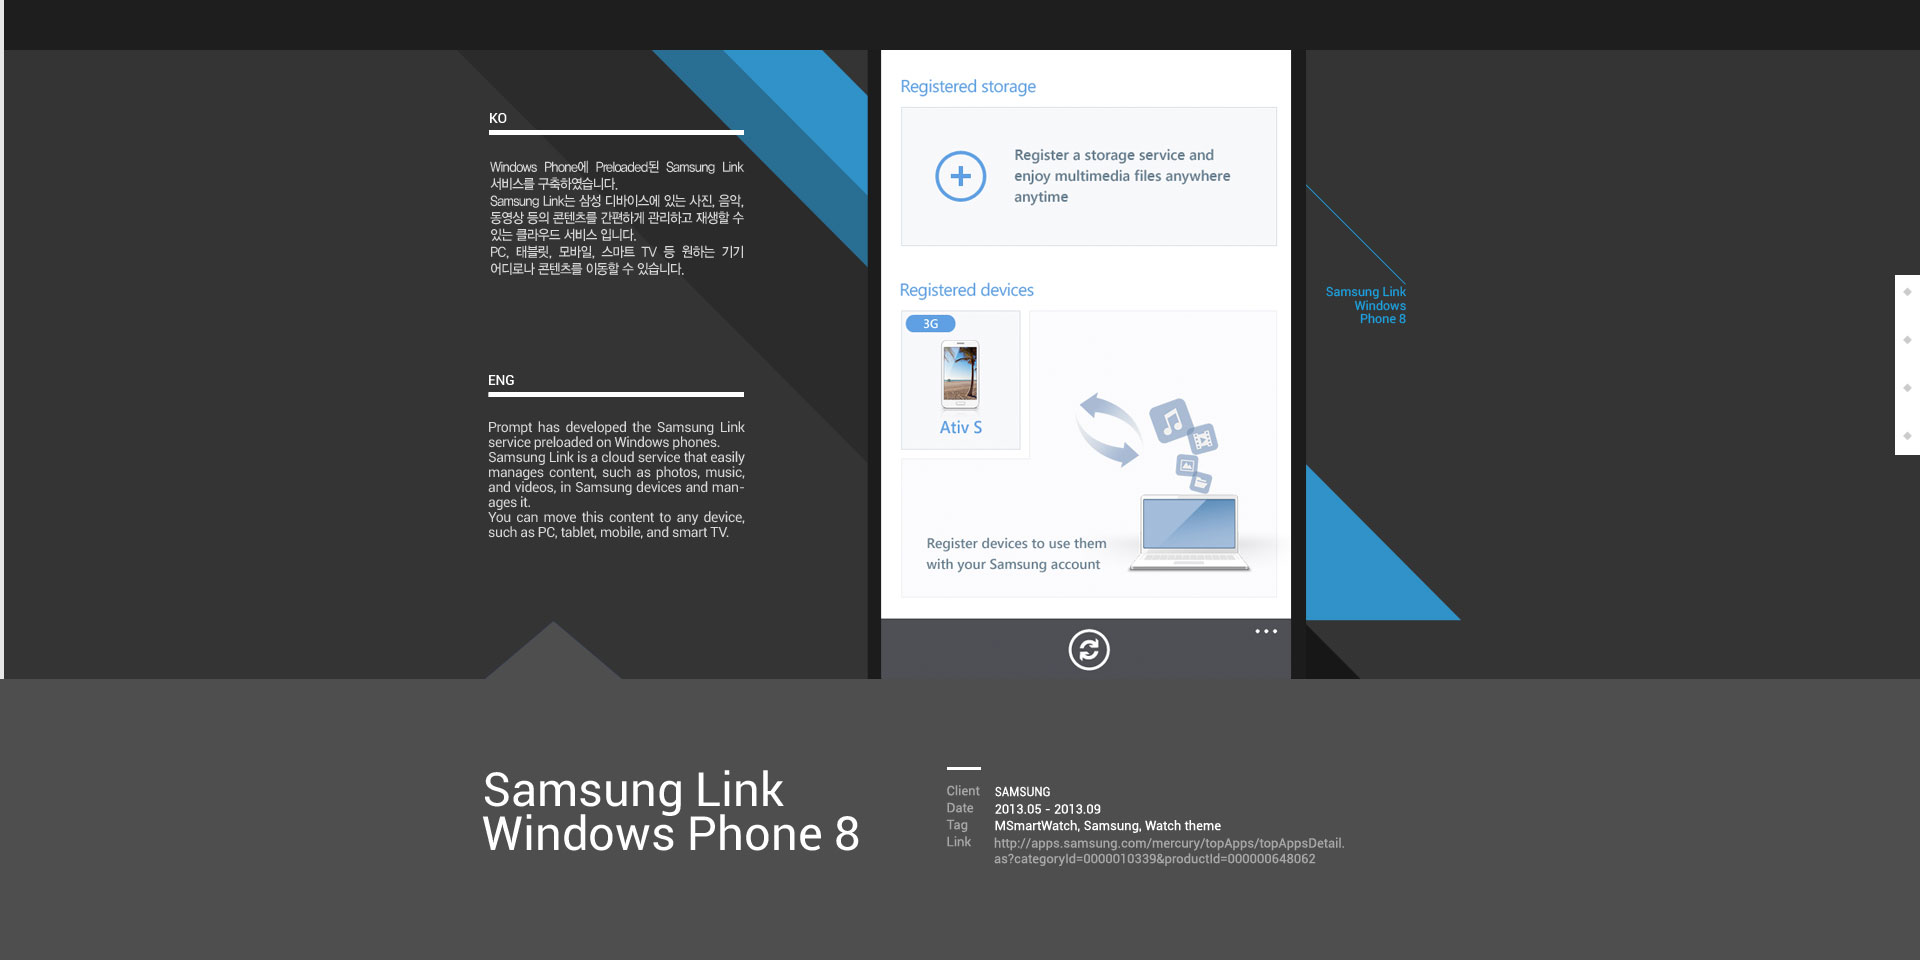 KO
Windows Phone에 Preloaded된 Samsung Link
서비스를 구축하였습니다.
Samsung Link는 삼성 디바이스에 있는 사진, 음악,
동영상 등의 콘텐츠를 간편하게 관리하고 재생할 수
있는 클라우드 서비스 입니다.
PC, 태블릿, 모바일, 스마트 TV 등 원하는 기기
어디로나 콘텐츠를 이동할 수 있습니다.
ENG
Prompt has developed the Samsung Link
service preloaded on Windows phones.
Samsung Link is a cloud service that easily
manages content, such as photos, music,
and videos, in Samsung devices and man-
ages it.
You can move this content to any device,
such as PC, tablet, mobile, and smart TV.
Registered storage
Register a storage service and
enjoy multimedia files anywhere
anytime
Registered devices
3G
Ativ S
Register devices to use them
with your Samsung account
Samsung Link
Windows
Phone 8
Samsung Link
Windows Phone 8
Client SAMSUNG
Date 2013.05 - 2013.09
Tag MSmartWatch, Samsung, Watch theme
Link http://apps.samsung.com/mercury/topApps/topAppsDetail.
as?categoryId=0000010339&productId=000000648062